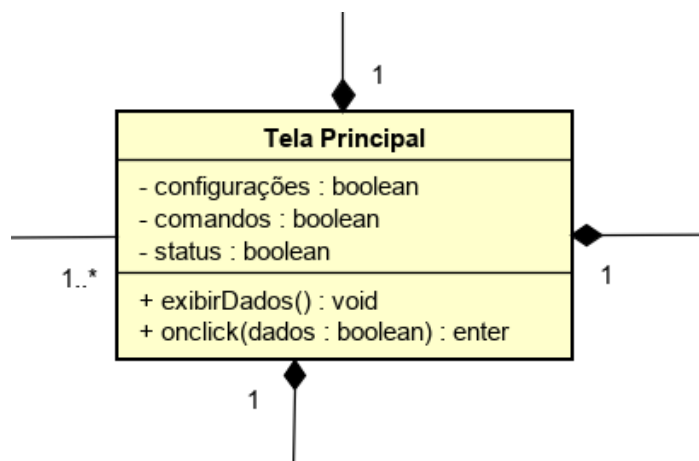 1
Tela Principal
- configurações : boolean
- comandos : boolean
- status : boolean
1..*
1
+ exibirDados() : void
+ onclick(dados : boolean) : enter
1